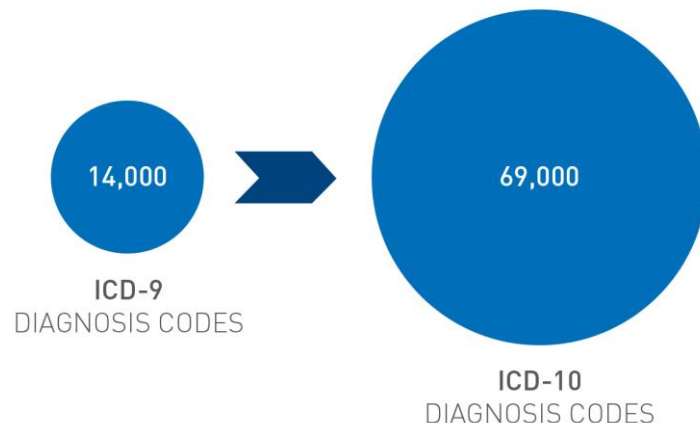 14,000
ICD-9
DIAGNOSIS CODES
69,000
ICD-10
DIAGNOSIS CODES